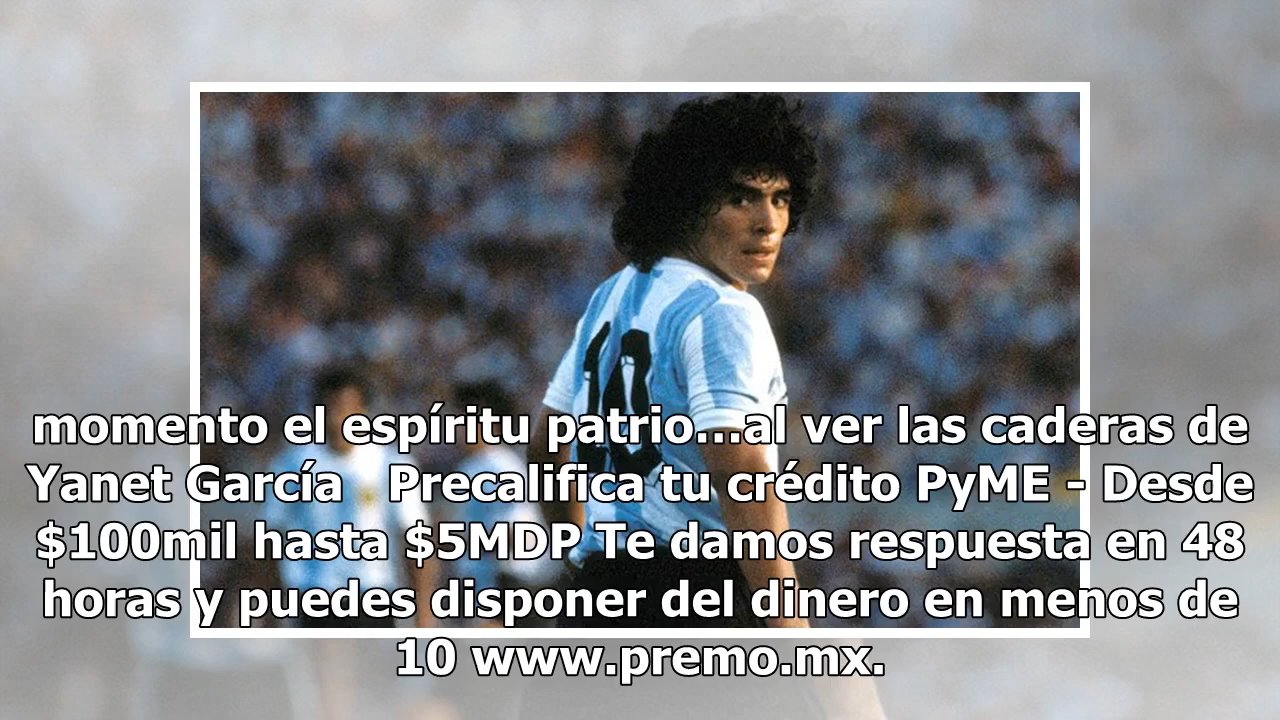 10
momento el espíritu patrio...al ver las caderas de
Yanet García   Precalifica tu crédito PyME - Desde
$100mil hasta $5MDP Te damos respuesta en 48
horas y puedes disponer del dinero en menos de
10 www.premo.mx.